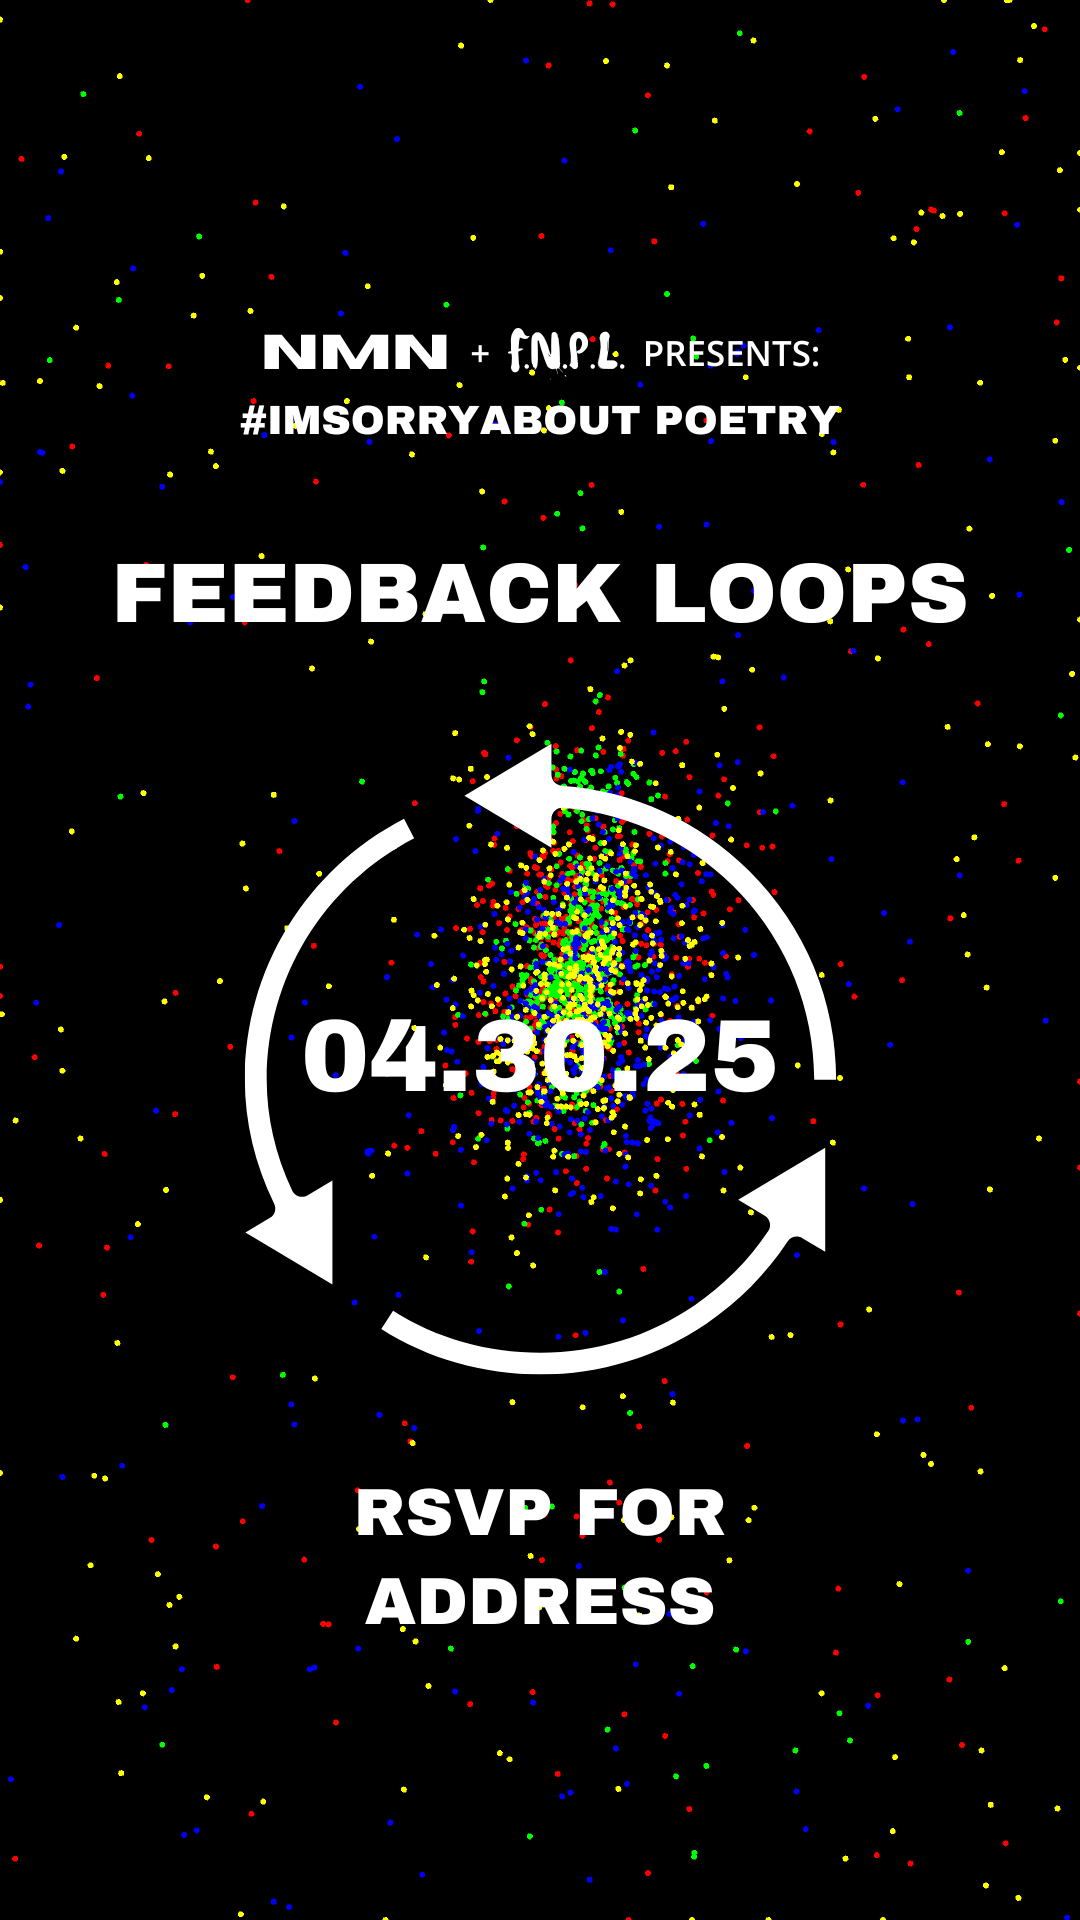 NMN + F.N.P.L. PRESENTS:
#IMSORRYABOUT POETRY
FEEDBACK LOOPS
04.30.25
RSVP FOR
ADDRESS